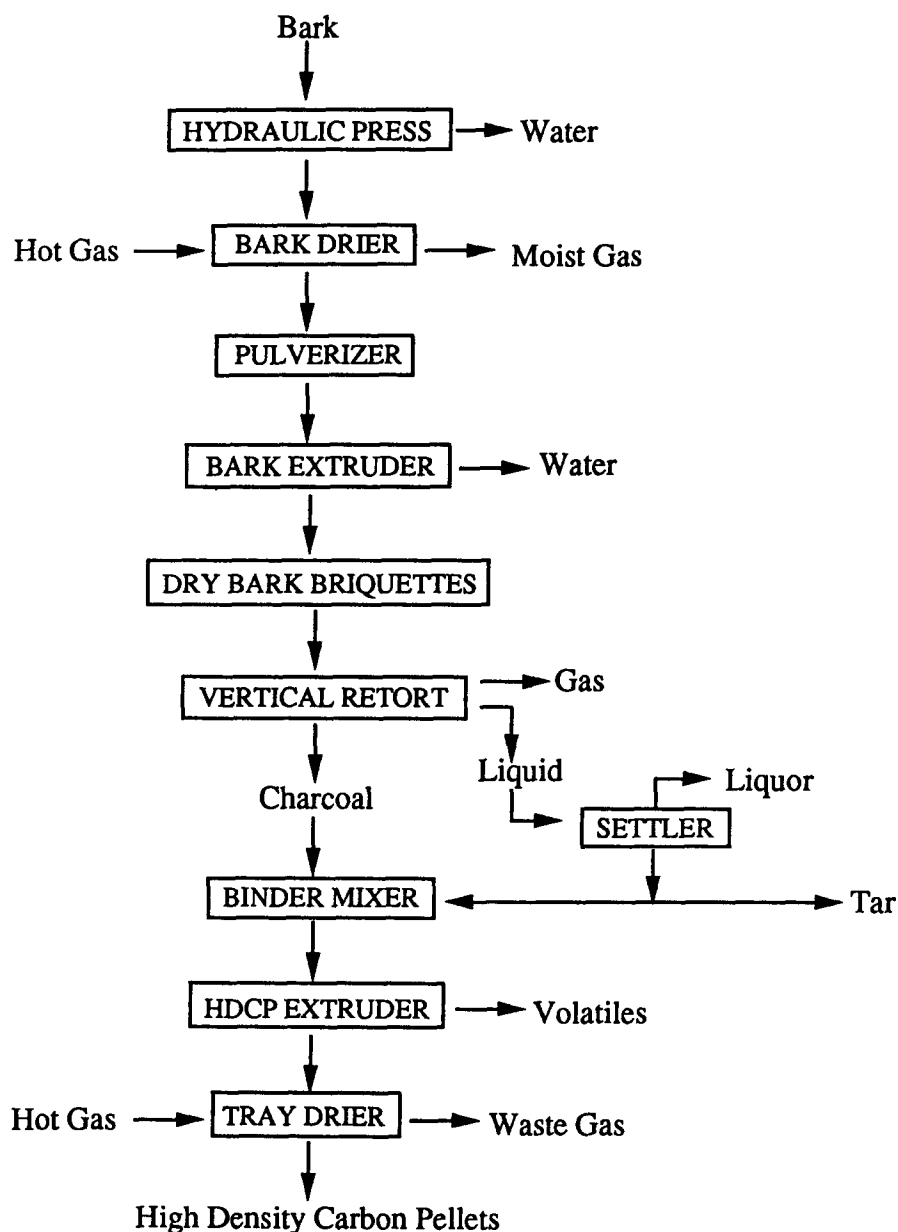 Bark
HYDRAULIC PRESS
Water
Hot Gas
BARK DRIER
Moist Gas
PULVERIZER
BARK EXTRUDER
Water
DRY BARK BRIQUETTES
VERTICAL RETORT
Gas
Liquid
Liquor
Charcoal
SETTLER
BINDER MIXER
Tar
HDCP EXTRUDER
Volatiles
Hot Gas
TRAY DRIER
Waste Gas
High Density Carbon Pellets